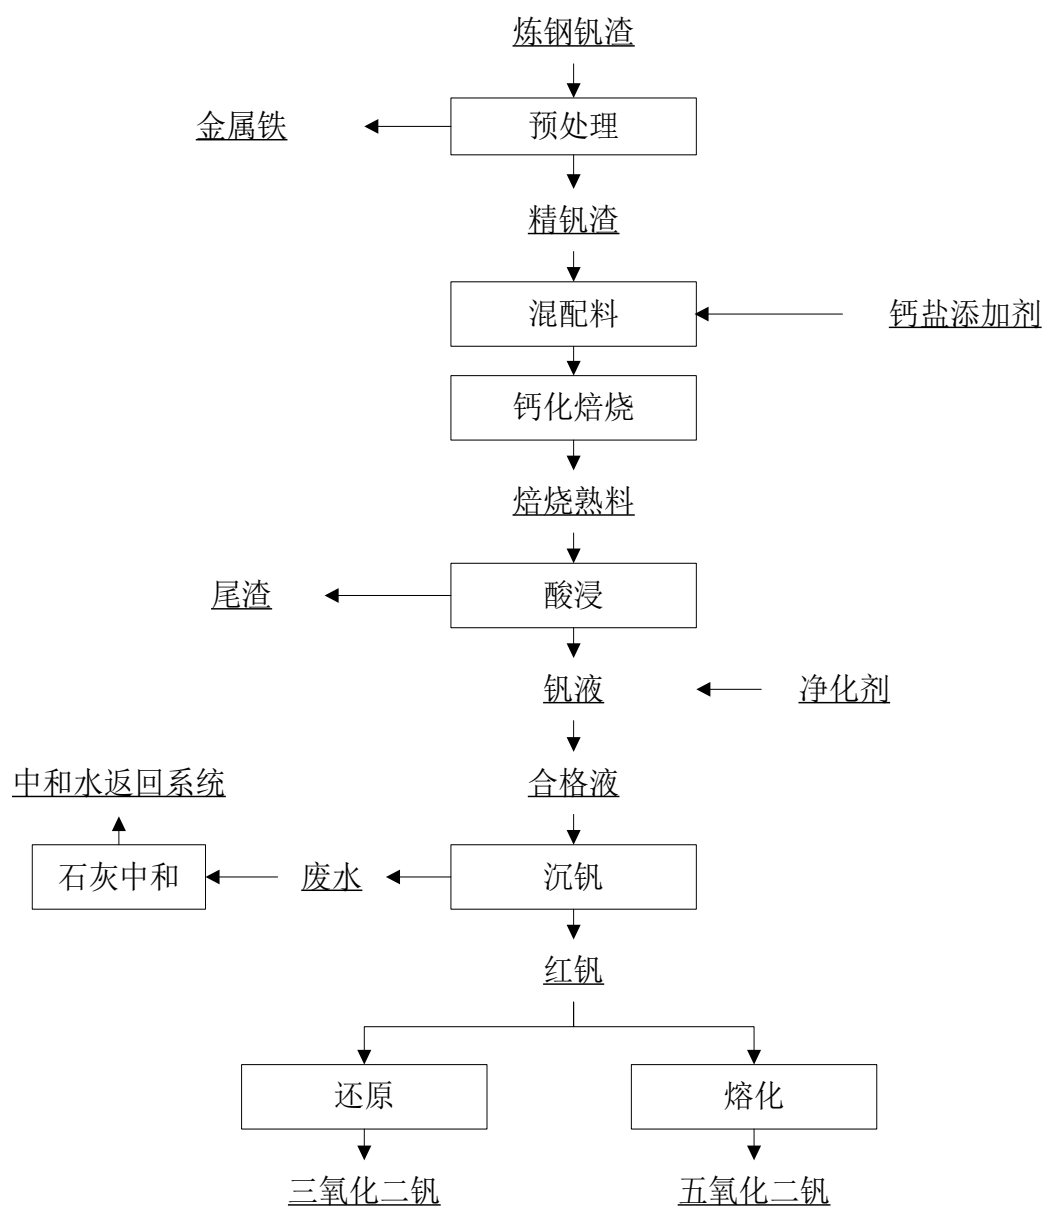 炼钢钒渣
金属铁
预处理
精钒渣
混配料
钙盐添加剂
钙化焙烧
焙烧熟料
尾渣
酸浸
钒液
净化剂
中和水返回系统
合格液
石灰中和
废水
沉钒
红钒
还原
熔化
三氧化二钒
五氧化二钒